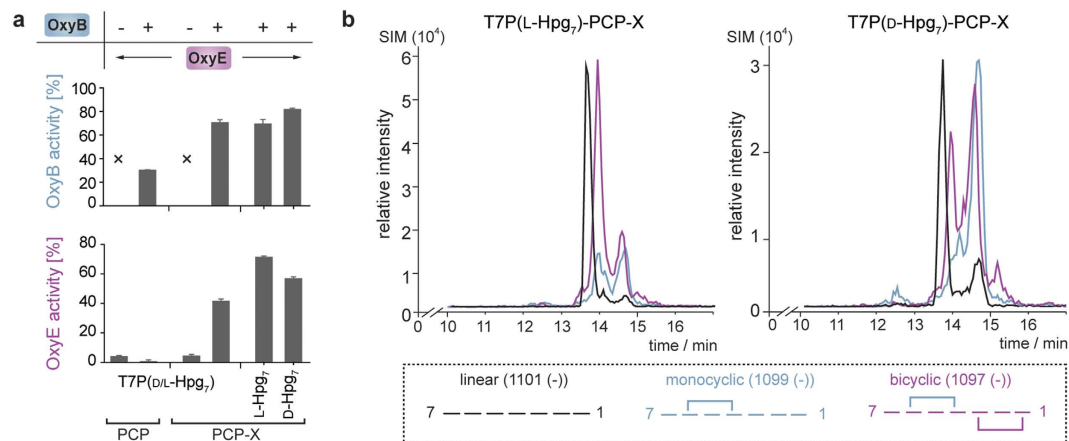 a
OxyB - + - + + +
OxyE
OxyB activity [%]
100
80
60
40
20
0
× ×
OxyE activity [%]
80
60
40
20
0
T7P(D/L-Hpg7)
L-Hpg7
D-Hpg7
PCP PCP-X
b
T7P(L-Hpg7)-PCP-X
SIM (10⁴)
relative intensity
6
5
4
3
2
1
0
0 10 11 12 13 14 15 16
time / min
T7P(D-Hpg7)-PCP-X
SIM (10⁴)
relative intensity
3
2
1
0
0 10 11 12 13 14 15 16
time / min
linear (1101 (-))
7 1
monocyclic (1099 (-))
7 1
bicyclic (1097 (-))
7 1